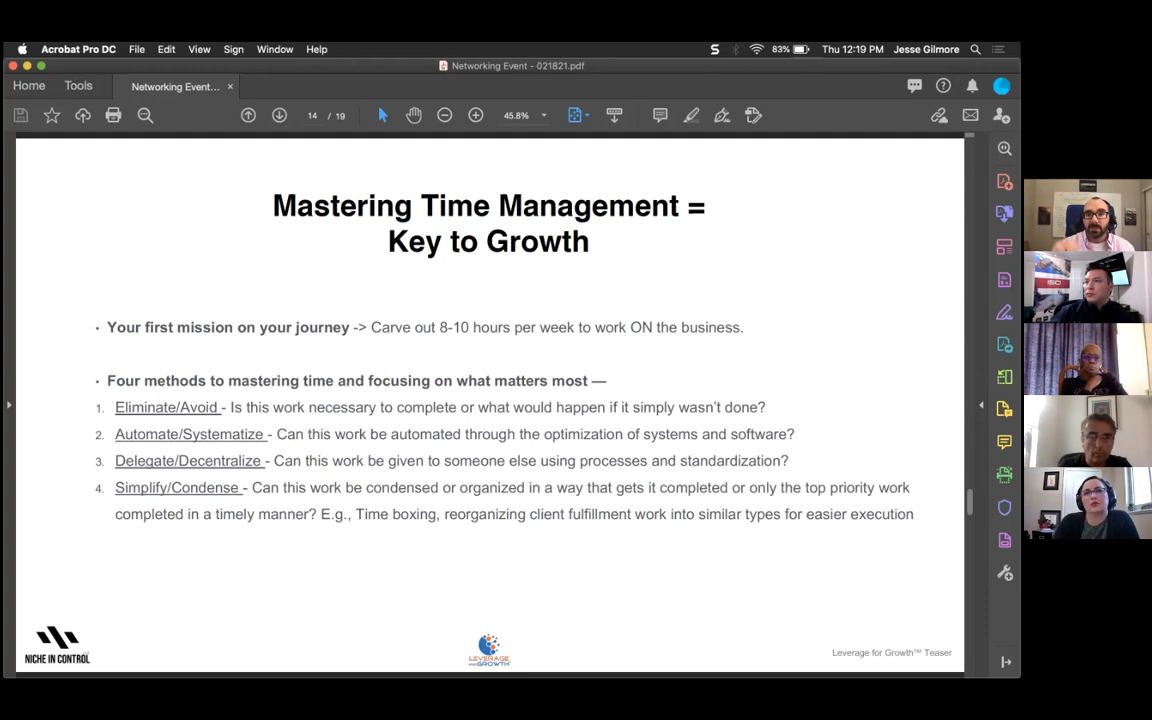 Acrobat Pro DC File Edit View Sign Window Help 83% Thu 12:19 PM Jesse Gilmore
Networking Event - 021821.pdf
Home Tools Networking Event... ×
14 / 19 45.8%
Mastering Time Management =
Key to Growth
· Your first mission on your journey -> Carve out 8-10 hours per week to work ON the business.
· Four methods to mastering time and focusing on what matters most —
1. Eliminate/Avoid - Is this work necessary to complete or what would happen if it simply wasn't done?
2. Automate/Systematize - Can this work be automated through the optimization of systems and software?
3. Delegate/Decentralize - Can this work be given to someone else using processes and standardization?
4. Simplify/Condense - Can this work be condensed or organized in a way that gets it completed or only the top priority work
completed in a timely manner? E.g., Time boxing, reorganizing client fulfillment work into similar types for easier execution
NICHE IN CONTROL
LEVERAGE
GROWTH
Leverage for Growth™ Teaser